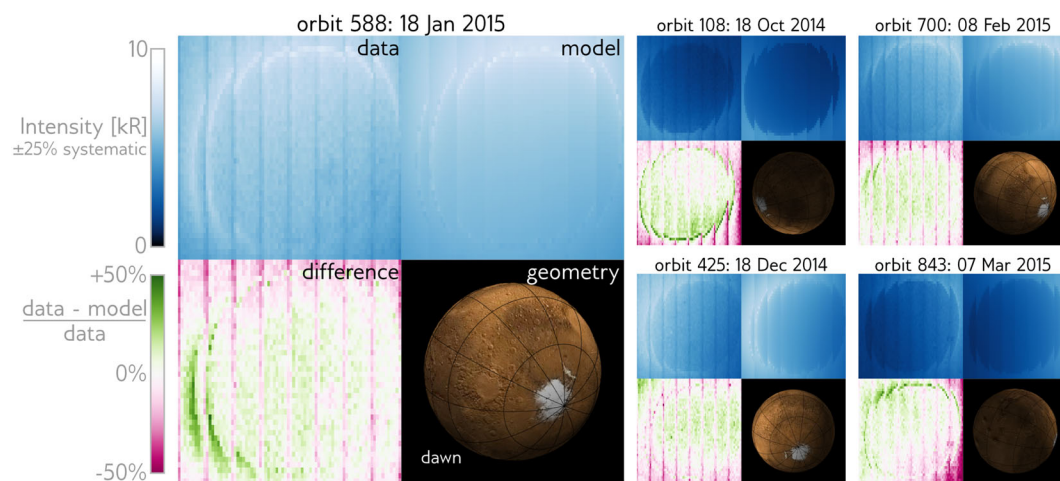 orbit 588: 18 Jan 2015
data
model
10
Intensity [kR]
±25% systematic
0
difference
geometry
dawn
+50%
data - model
data
0%
-50%
orbit 108: 18 Oct 2014
orbit 700: 08 Feb 2015
orbit 425: 18 Dec 2014
orbit 843: 07 Mar 2015